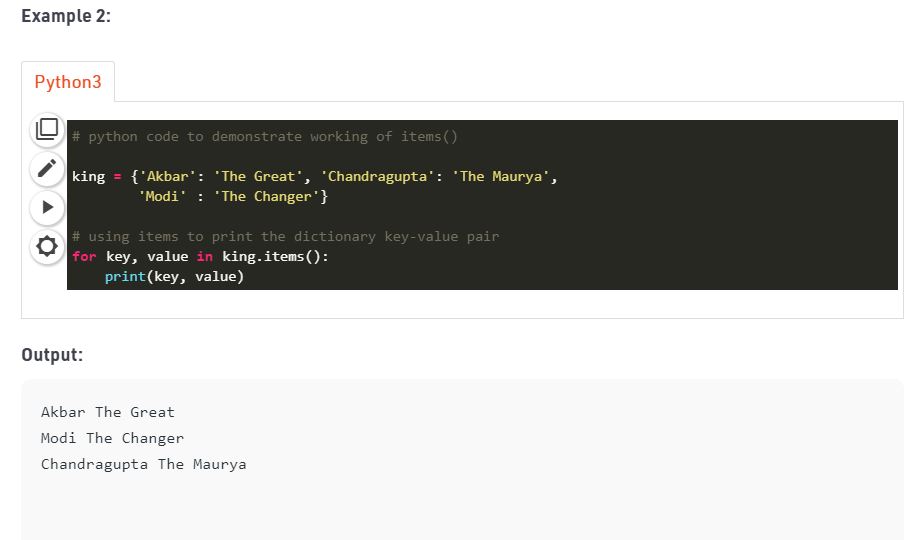 Example 2:
Python3
# python code to demonstrate working of items()
king = {'Akbar': 'The Great', 'Chandragupta': 'The Maurya',
        'Modi' : 'The Changer'}
# using items to print the dictionary key-value pair
for key, value in king.items():
    print(key, value)
Output:
Akbar The Great
Modi The Changer
Chandragupta The Maurya